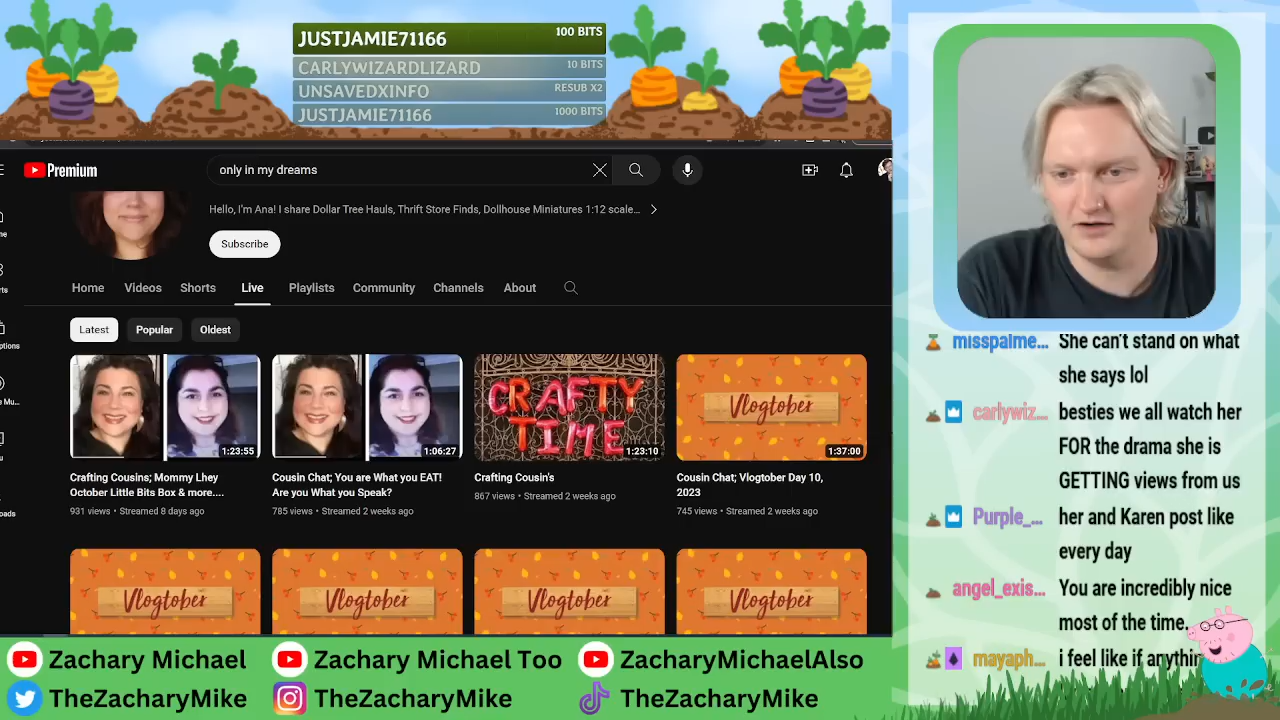 JUSTJAMIE71166 100 BITS
CARLYWIZARDLIZARD 10 BITS
UNSAVEDXINFO RESUB X2
JUSTJAMIE71166 1000 BITS
Premium
only in my dreams
Hello, I'm Ana! I share Dollar Tree Hauls, Thrift Store Finds, Dollhouse Miniatures 1:12 scale...
Subscribe
Home Videos Shorts Live Playlists Community Channels About
Latest Popular Oldest
CRAFTY
TIME
Vlogtober
1:23:55 1:06:27 1:23:10 1:37:00
Crafting Cousins; Mommy Lhey
October Little Bits Box & more....
931 views • Streamed 8 days ago
Cousin Chat; You are What you EAT!
Are you What you Speak?
785 views • Streamed 2 weeks ago
Crafting Cousin's
867 views • Streamed 2 weeks ago
Cousin Chat; Vlogtober Day 10,
2023
745 views • Streamed 2 weeks ago
Vlogtober Vlogtober Vlogtober Vlogtober
misspalme... She can't stand on what
she says lol
carlywiz... besties we all watch her
FOR the drama she is
GETTING views from us
Purple_... her and Karen post like
every day
angel_exis... You are incredibly nice
most of the time.
mayaph... i feel like if
Zachary Michael Zachary Michael Too ZacharyMichaelAlso
TheZacharyMike TheZacharyMike TheZacharyMike